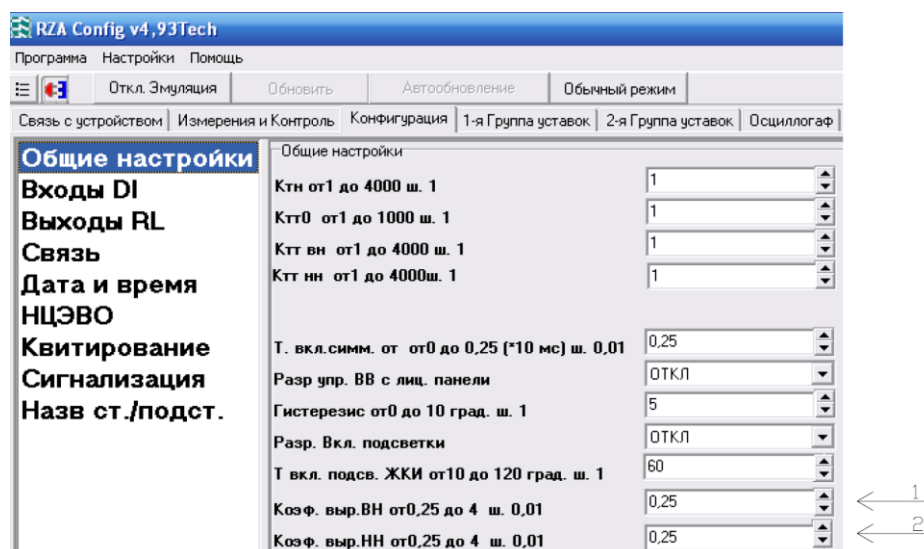 RZA Config v4,93Tech
Программа Настройки Помощь
Откл. Эмуляция Обновить Автообновление Обычный режим
Связь с устройством Измерения и Контроль Конфигурация 1-я Группа уставок 2-я Группа уставок Осциллогаф
Общие настройки
Входы DI
Выходы RL
Связь
Дата и время
НЦЭВО
Квитирование
Сигнализация
Назв ст./подст.
Общие настройки
Ктн от1 до 4000 ш. 1 1
Ктт0 от1 до 1000 ш. 1 1
Ктт вн от1 до 4000 ш. 1 1
Ктт нн от1 до 4000ш. 1 1
Т. вкл.симм. от от0 до 0,25 (*10 мс) ш. 0,01 0,25
Разр упр. ВВ с лиц. панели ОТКЛ
Гистерезис от0 до 10 град. ш. 1 5
Разр. Вкл. подсветки ОТКЛ
Т вкл. подсв. ЖКИ от10 до 120 град. ш. 1 60
Коэф. выр.ВН от0,25 до 4 ш. 0,01 0,25 1
Коэф. выр.НН от0,25 до 4 ш. 0,01 0,25 2